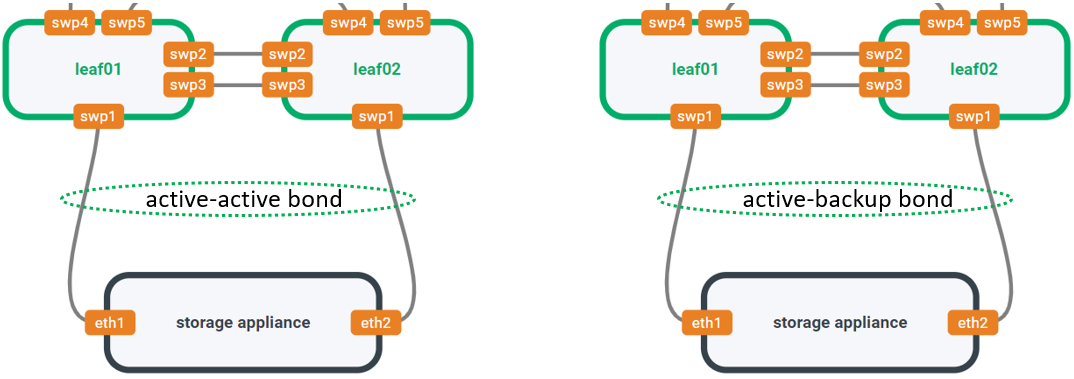 swp4 swp5 swp4 swp5
leaf01 swp2 swp2 leaf02
swp3 swp3
swp1 swp1
active-active bond
eth1 storage appliance eth2
swp4 swp5 swp4 swp5
leaf01 swp2 swp2 leaf02
swp3 swp3
swp1 swp1
active-backup bond
eth1 storage appliance eth2